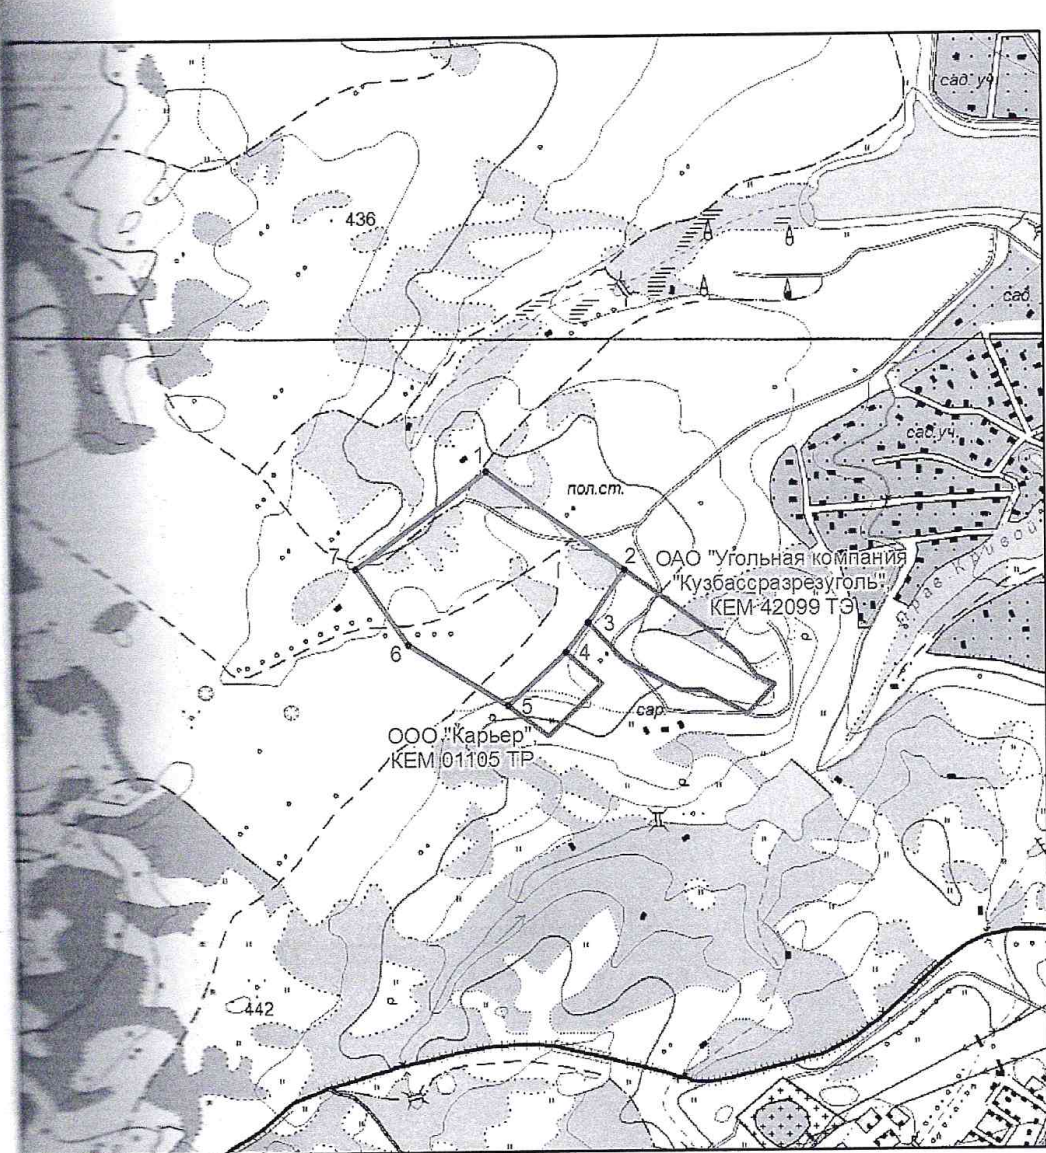 сад. уч.
436
сад.
сад.уч.
1
пол.ст.
7
2
ОАО "Угольная компания
"Кузбассразрезуголь",
КЕМ 42099 ТЭ
3
6
4
5
сар.
ООО "Карьер",
КЕМ 01105 ТР
442